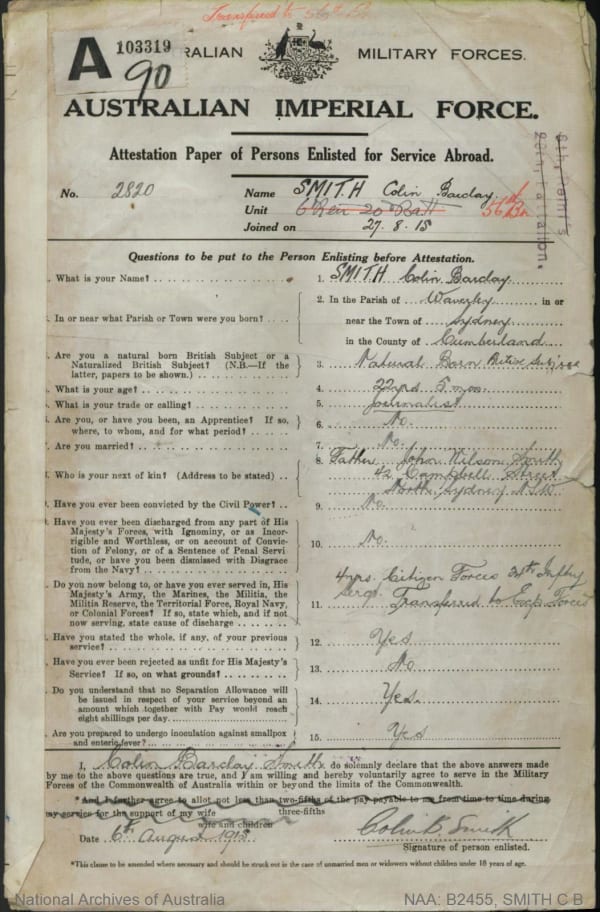 Transferred to 56th Bn
A 103319
90
RALIAN MILITARY FORCES.
AUSTRALIAN IMPERIAL FORCE.
Attestation Paper of Persons Enlisted for Service Abroad.
No. 2820 Name SMITH Colin Barclay.
Unit 6 Rein 20 Batt 56th Bn
Joined on 27.8.15
20th Battalion.
Questions to be put to the Person Enlisting before Attestation.
. What is your Name? 1. SMITH Colin Barclay
. In or near what Parish or Town were you born? 2. In the Parish of Waverley in or
near the Town of Sydney
in the County of Cumberland
. Are you a natural born British Subject or a
Naturalized British Subject? (N.B.—If the
latter, papers to be shown.) 3. Natural Born British Subject
. What is your age? 4. 22 5 mos
. What is your trade or calling? 5. Journalist
. Are you, or have you been, an Apprentice? If so,
where, to whom, and for what period? 6. No.
. Are you married? 7. No.
. Who is your next of kin? (Address to be stated) 8. Father John Wilson Smith
42 Campbell Street
North Sydney N.S.W
. Have you ever been convicted by the Civil Power? 9. No
. Have you ever been discharged from any part of His
Majesty's Forces, with Ignominy, or as Incor-
rigible and Worthless, or on account of Convic-
tion of Felony, or of a Sentence of Penal Servi
tude, or have you been Dismissed with Disgrace
from the Navy? 10. No.
. Do you now belong to, or have you ever served in, His
Majesty's Army, the Marines, the Militia, the
Militia Reserve, the Territorial Force, Royal Navy,
or Colonial Forces? If so, state which, and if not
now serving, state cause of discharge 11. 4 yrs. Citizen Forces Inftry
Sergt. Transferred to Exp Forces
. Have you stated the whole, if any, of your previous
service? 12. Yes
. Have you ever been rejected as unfit for His Majesty's
Service? If so, on what grounds? 13. No
. Do you understand that no Separation Allowance will
be issued in respect of your service beyond an
amount which together with Pay would reach
eight shillings per day. 14. Yes.
. Are you prepared to undergo inoculation against smallpox
and enteric fever? 15. Yes
I, Colin Barclay Smith do solemnly declare that the above answers made
by me to the above questions are true, and I am willing and hereby voluntarily agree to serve in the Military
Forces of the Commonwealth of Australia within or beyond the limits of the Commonwealth.
*And I further agree to allot not less than two-fifths of the pay payable to me from time to time during
three-fifths
my service for the support of my wife
wife and children
Date 6th August 1915 Colin B. Smith
Signature of person enlisted.
*This clause to be amended where necessary and should be struck out in the case of unmarried men or widowers without children under 18 years of age.
National Archives of Australia NAA: B2455, SMITH C B